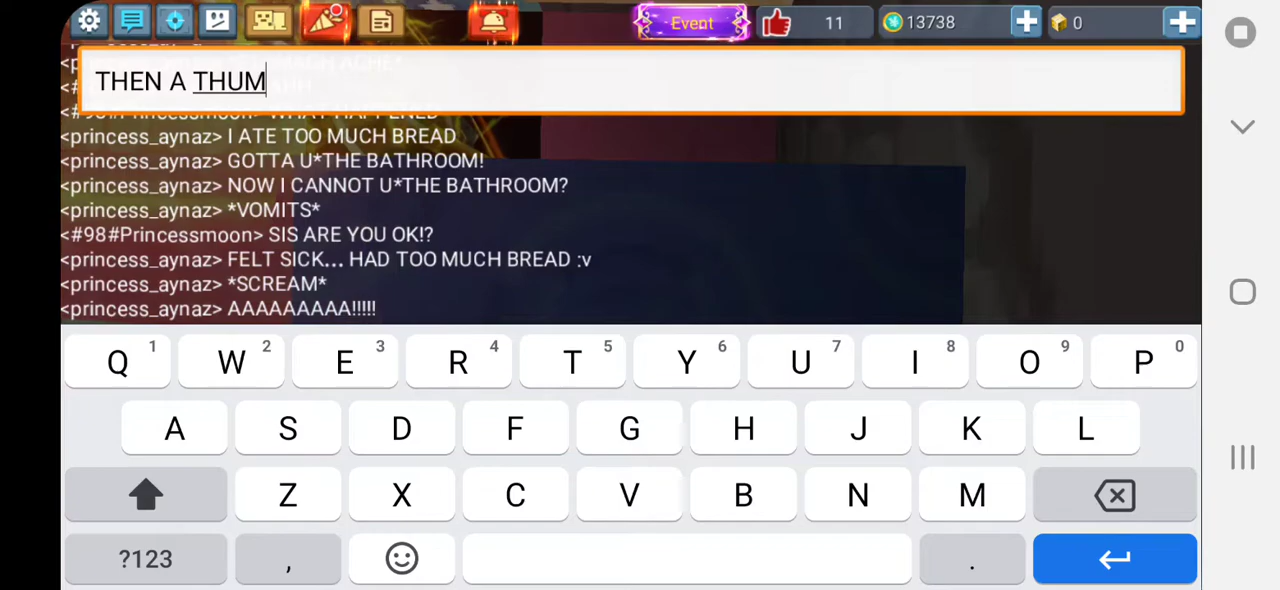 Event 11 13738 0
THEN A THUM
<princess_aynaz> I ATE TOO MUCH BREAD
<princess_aynaz> GOTTA U*THE BATHROOM!
<princess_aynaz> NOW I CANNOT U*THE BATHROOM?
<princess_aynaz> *VOMITS*
<#98#Princessmoon> SIS ARE YOU OK!?
<princess_aynaz> FELT SICK... HAD TOO MUCH BREAD :v
<princess_aynaz> *SCREAM*
<princess_aynaz> AAAAAAAAA!!!!!
Q 1 W 2 E 3 R 4 T 5 Y 6 U 7 I 8 O 9 P 0
A S D F G H J K L
Z X C V B N M
?123 , .